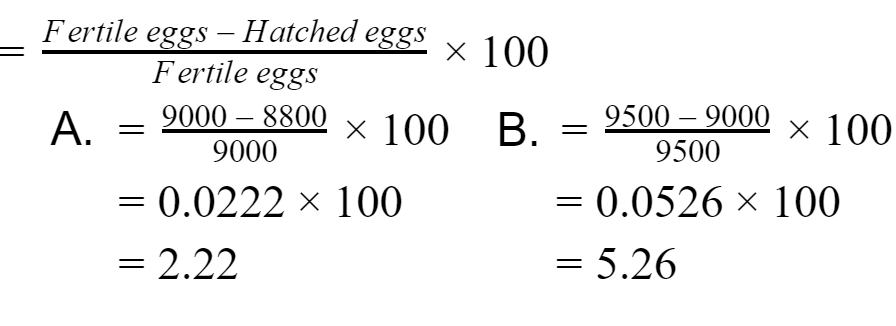 = Fertile eggs – Hatched eggs / Fertile eggs × 100
A. = 9000 – 8800 / 9000 × 100 B. = 9500 – 9000 / 9500 × 100
= 0.0222 × 100 = 0.0526 × 100
= 2.22 = 5.26